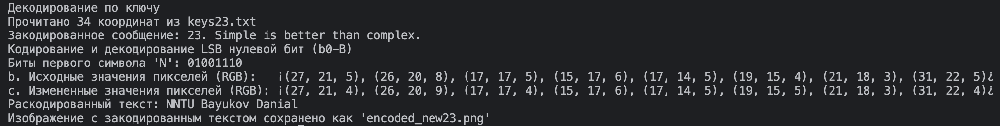 Декодирование по ключу
Прочитано 34 координат из keys23.txt
Закодированное сообщение: 23. Simple is better than complex.
Кодирование и декодирование LSB нулевой бит (b0-B)
Биты первого символа 'N': 01001110
b. Исходные значения пикселей (RGB):   ¡(27, 21, 5), (26, 20, 8), (17, 17, 5), (15, 17, 6), (17, 14, 5), (19, 15, 4), (21, 18, 3), (31, 22, 5)¿
c. Измененные значения пикселей (RGB): ¡(27, 21, 4), (26, 20, 9), (17, 17, 4), (15, 17, 6), (17, 14, 5), (19, 15, 5), (21, 18, 3), (31, 22, 4)¿
Раскодированный текст: NNTU Bayukov Danial
Изображение с закодированным текстом сохранено как 'encoded_new23.png'